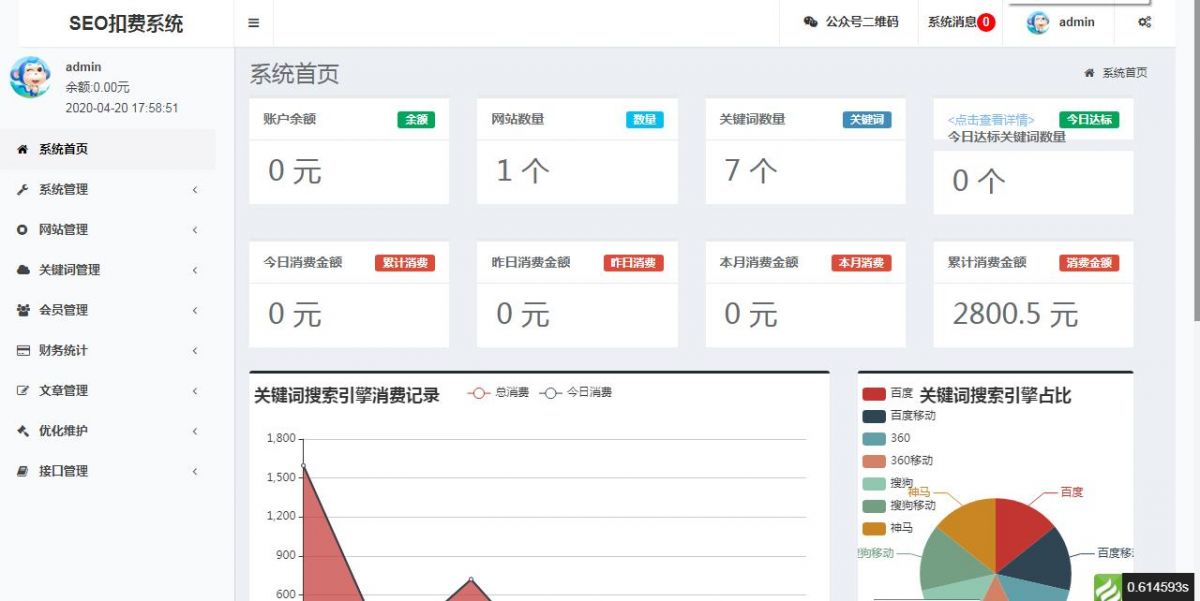 SEO扣费系统
公众号二维码 系统消息 0 admin
admin
余额:0.00元
2020-04-20 17:58:51
系统首页
系统管理
网站管理
关键词管理
会员管理
财务统计
文章管理
优化维护
接口管理
系统首页
系统首页
账户余额 余额
0 元
网站数量 数量
1 个
关键词数量 关键词
7 个
<点击查看详情> 今日达标
今日达标关键词数量
0 个
今日消费金额 累计消费
0 元
昨日消费金额 昨日消费
0 元
本月消费金额 本月消费
0 元
累计消费金额 消费金额
2800.5 元
关键词搜索引擎消费记录 总消费 今日消费
1,800
1,500
1,200
900
600
关键词搜索引擎占比
百度
百度移动
360
360移动
搜狗
搜狗移动
神马
神马
百度
搜狗移动
百度移
0.614593s